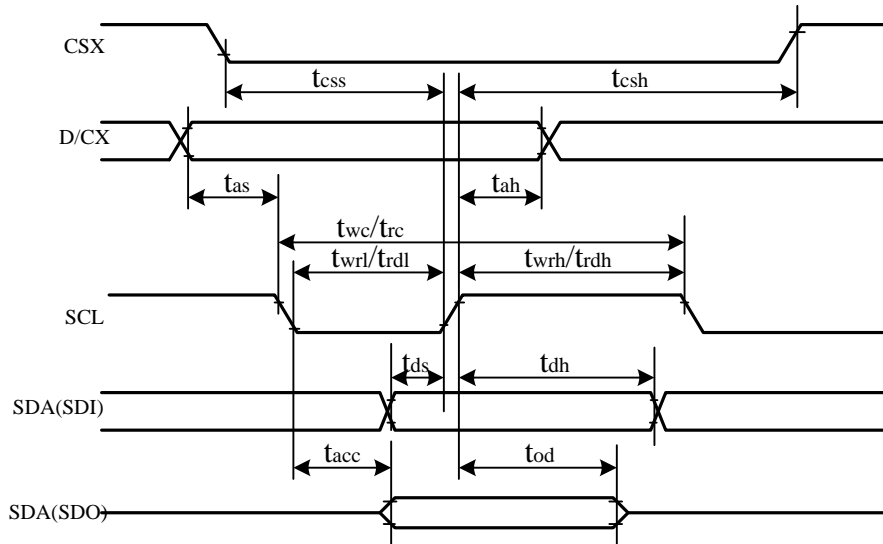 CSX
tcss
tcsh
D/CX
tas
tah
twc/trc
twrl/trdl
twrh/trdh
SCL
tds
tdh
SDA(SDI)
tacc
tod
SDA(SDO)